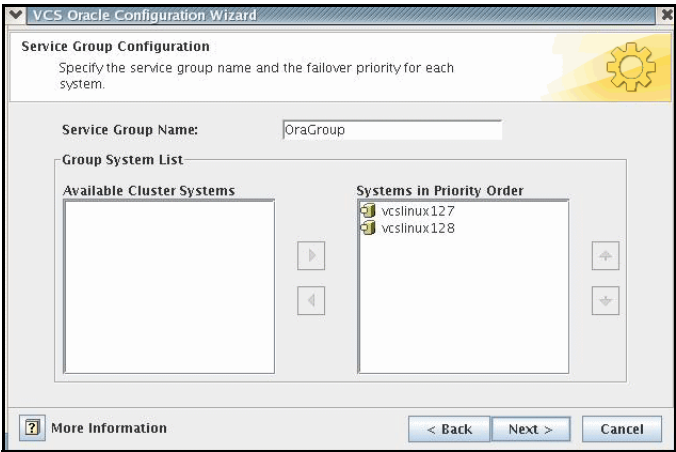 VCS Oracle Configuration Wizard
Service Group Configuration
Specify the service group name and the failover priority for each
system.
Service Group Name:
OraGroup
Group System List
Available Cluster Systems
Systems in Priority Order
vcslinux127
vcslinux128
? More Information
< Back
Next >
Cancel